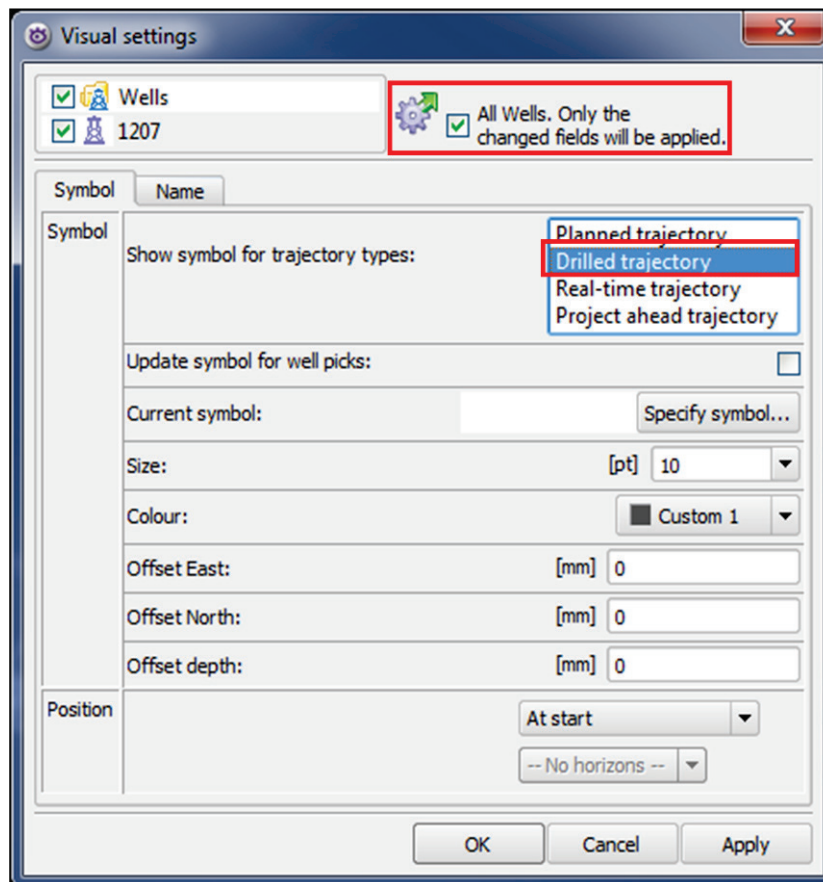 Visual settings
Wells
1207
All Wells. Only the
changed fields will be applied.
Symbol
Name
Symbol
Show symbol for trajectory types:
Planned trajectory
Drilled trajectory
Real-time trajectory
Project ahead trajectory
Update symbol for well picks:
Current symbol:
Specify symbol...
Size:
[pt]
10
Colour:
Custom 1
Offset East:
[mm]
0
Offset North:
[mm]
0
Offset depth:
[mm]
0
Position
At start
-- No horizons --
OK
Cancel
Apply